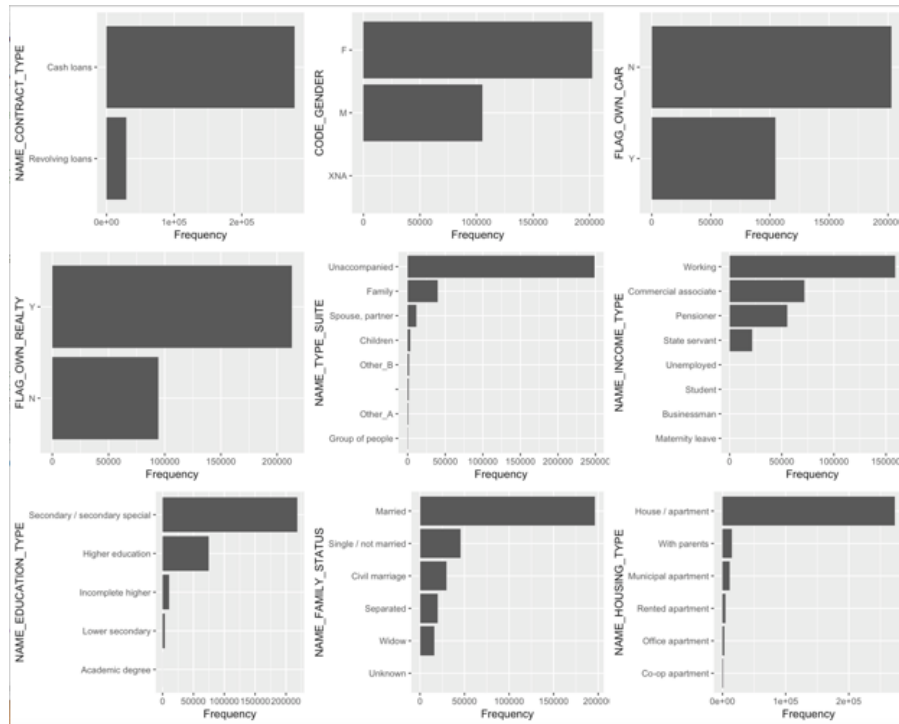 NAME_CONTRACT_TYPE
Cash loans
Revolving loans
0e+00 1e+05 2e+05
Frequency
CODE_GENDER
F
M
XNA
0 50000 100000 150000 200000
Frequency
FLAG_OWN_CAR
N
Y
0 50000 100000 150000 200000
Frequency
FLAG_OWN_REALTY
Y
N
0 50000 100000 150000 200000
Frequency
NAME_TYPE_SUITE
Unaccompanied
Family
Spouse, partner
Children
Other_B
Other_A
Group of people
0 50000 100000 150000 200000 250000
Frequency
NAME_INCOME_TYPE
Working
Commercial associate
Pensioner
State servant
Unemployed
Student
Businessman
Maternity leave
0 50000 100000 150000
Frequency
NAME_EDUCATION_TYPE
Secondary / secondary special
Higher education
Incomplete higher
Lower secondary
Academic degree
0 50000 100000 150000 200000
Frequency
NAME_FAMILY_STATUS
Married
Single / not married
Civil marriage
Separated
Widow
Unknown
0 50000 100000 150000 200000
Frequency
NAME_HOUSING_TYPE
House / apartment
With parents
Municipal apartment
Rented apartment
Office apartment
Co-op apartment
0e+00 1e+05 2e+05
Frequency